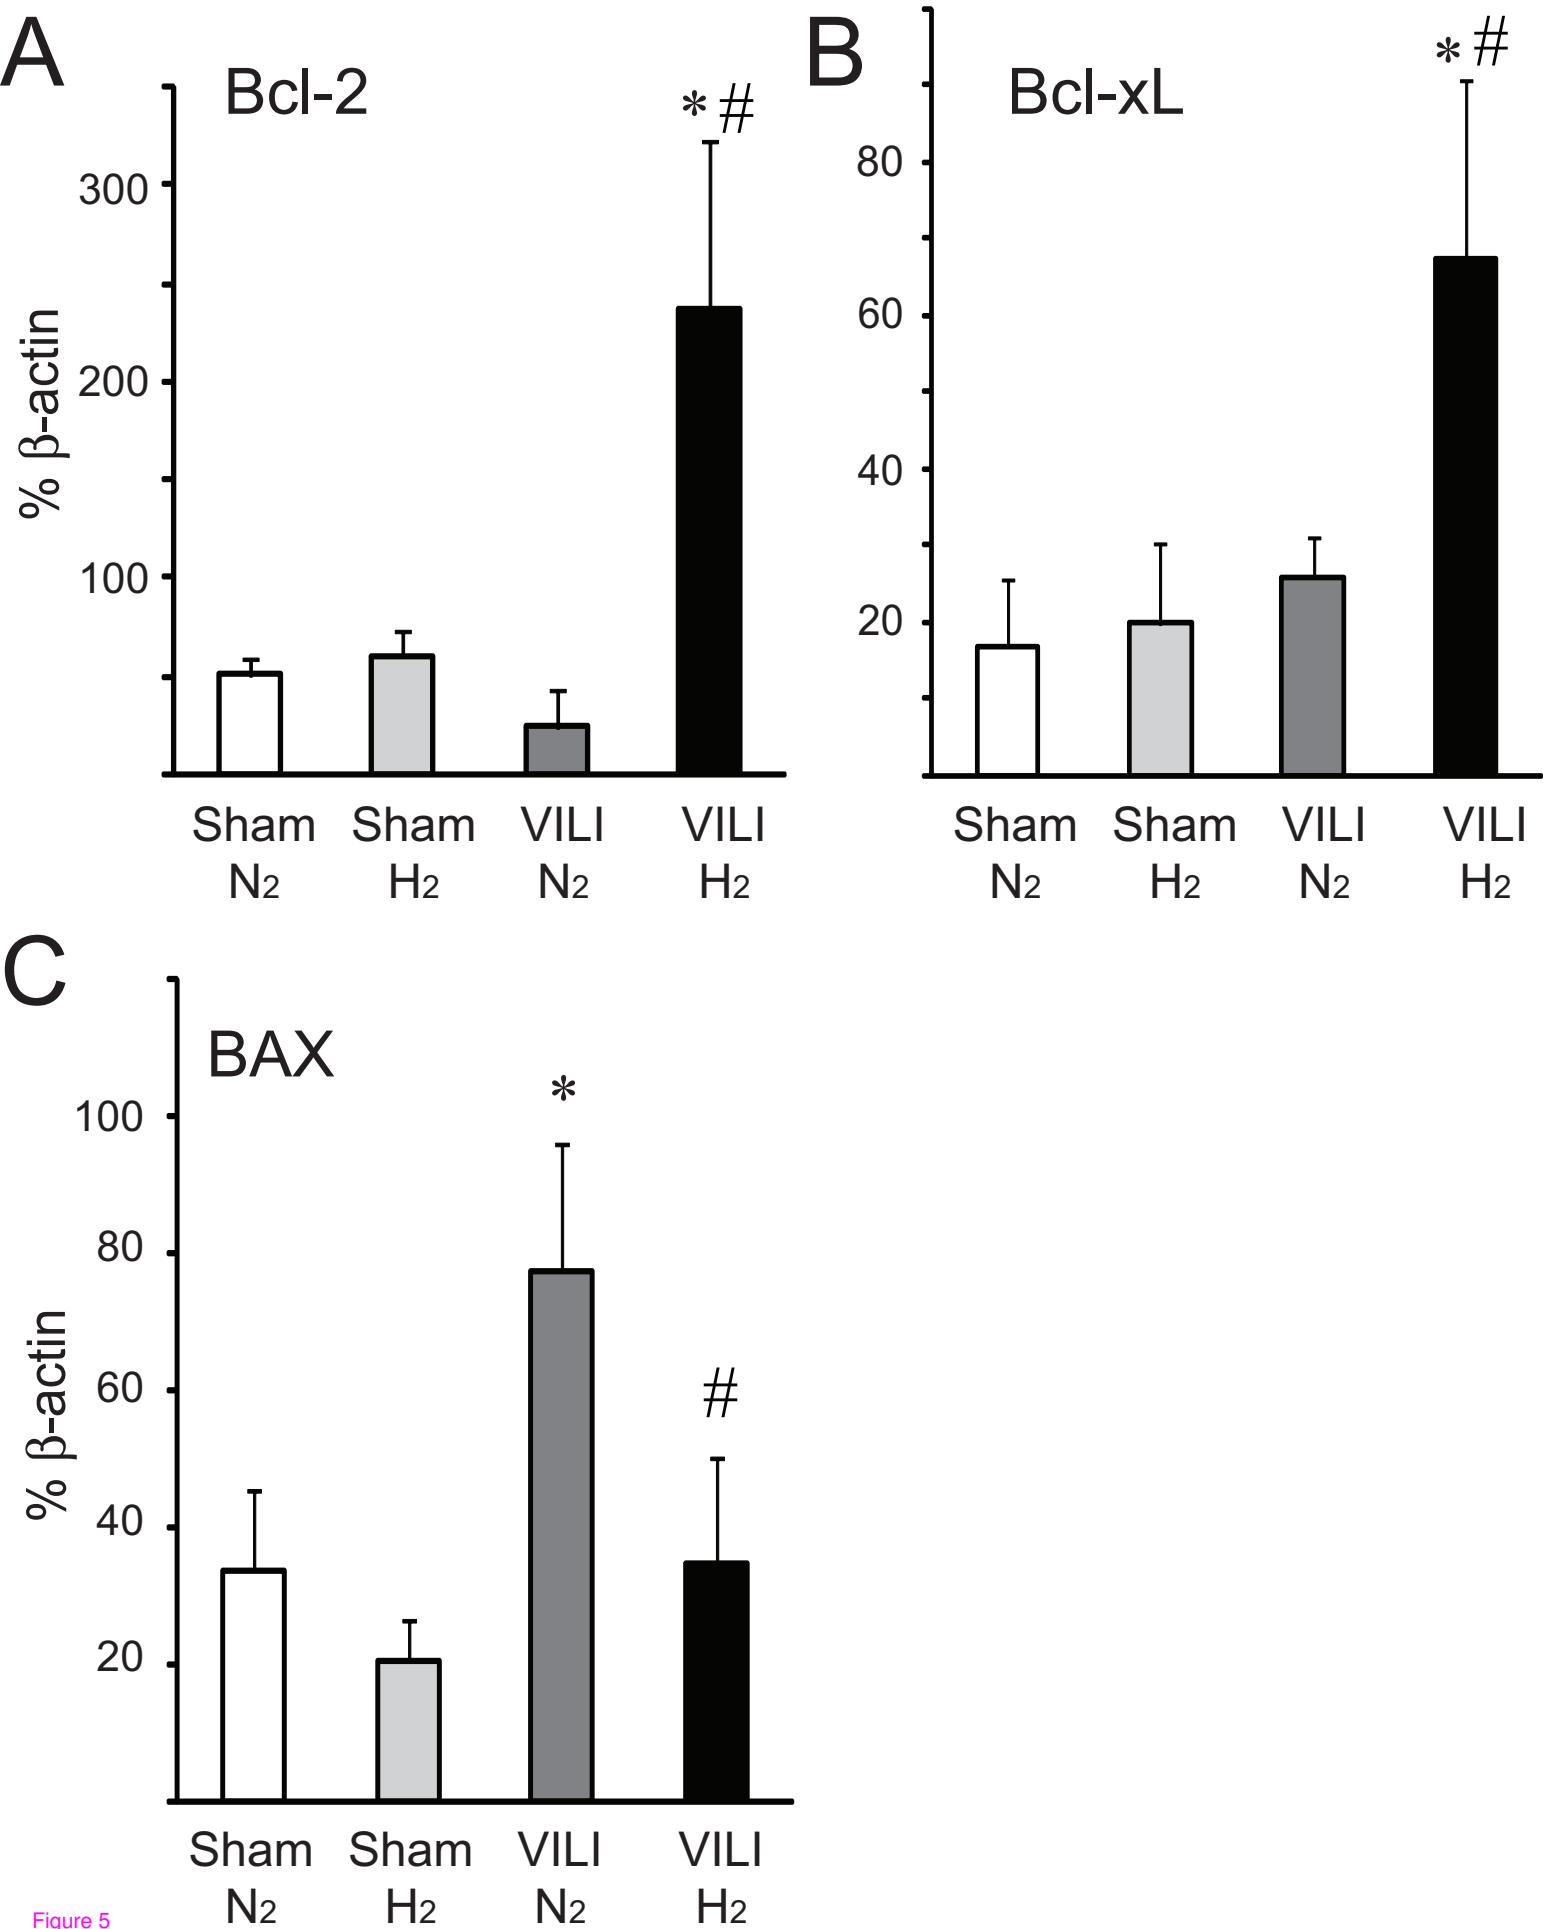 A
Bcl-2
*#
300
200
100
% β-actin
Sham Sham VILI VILI
N2 H2 N2 H2
B
Bcl-xL
*#
80
60
40
20
Sham Sham VILI VILI
N2 H2 N2 H2
C
BAX
*
#
100
80
60
40
20
% β-actin
Sham Sham VILI VILI
N2 H2 N2 H2
Figure 5